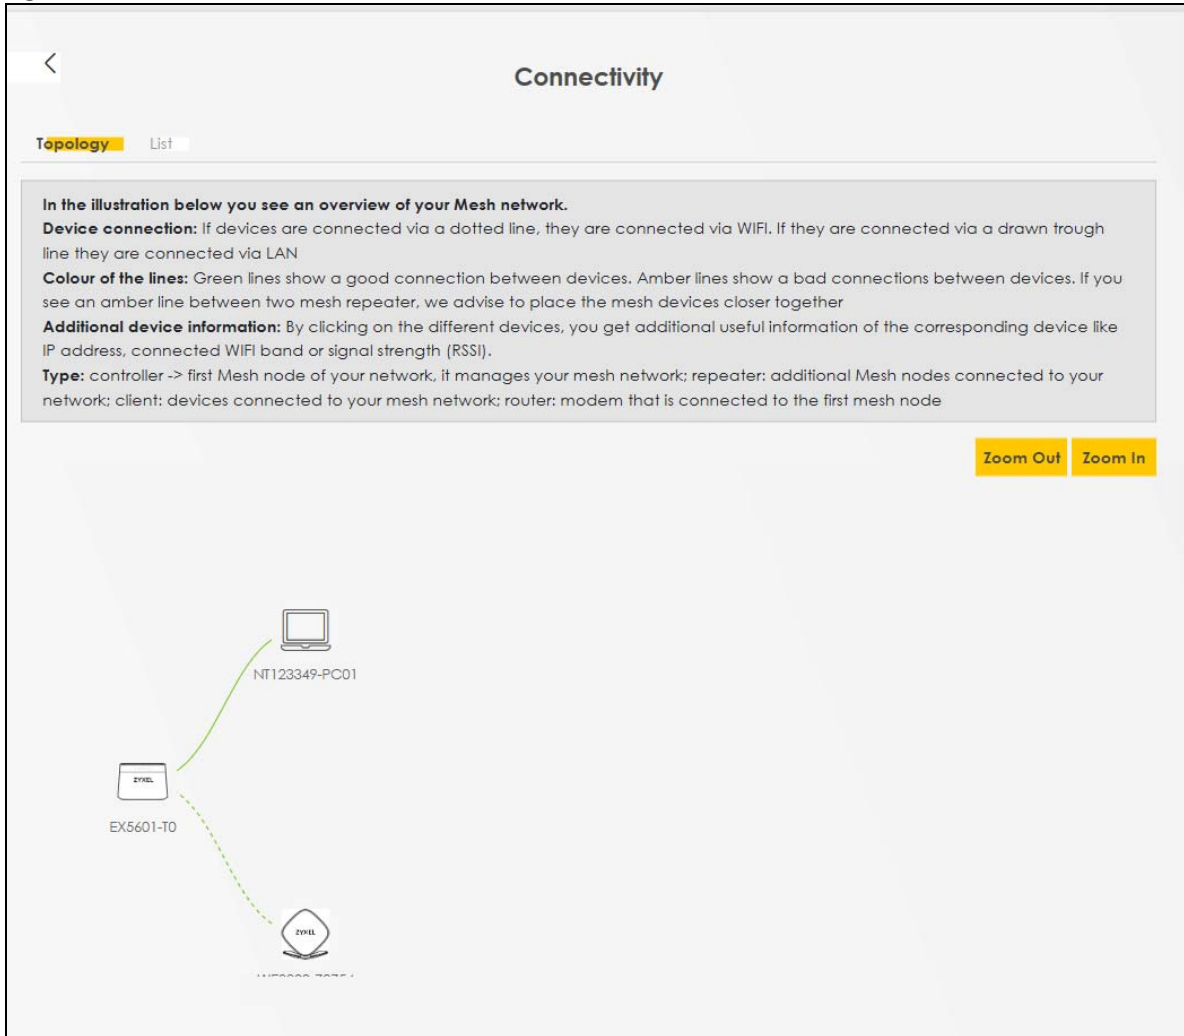 Connectivity
Topology List
In the illustration below you see an overview of your Mesh network.
Device connection: If devices are connected via a dotted line, they are connected via WIFI. If they are connected via a drawn trough
line they are connected via LAN
Colour of the lines: Green lines show a good connection between devices. Amber lines show a bad connections between devices. If you
see an amber line between two mesh repeater, we advise to place the mesh devices closer together
Additional device information: By clicking on the different devices, you get additional useful information of the corresponding device like
IP address, connected WIFI band or signal strength (RSSI).
Type: controller -> first Mesh node of your network, it manages your mesh network; repeater: additional Mesh nodes connected to your
network; client: devices connected to your mesh network; router: modem that is connected to the first mesh node
Zoom Out Zoom In
NT123349-PC01
ZYXEL
EX5601-T0
ZYXEL